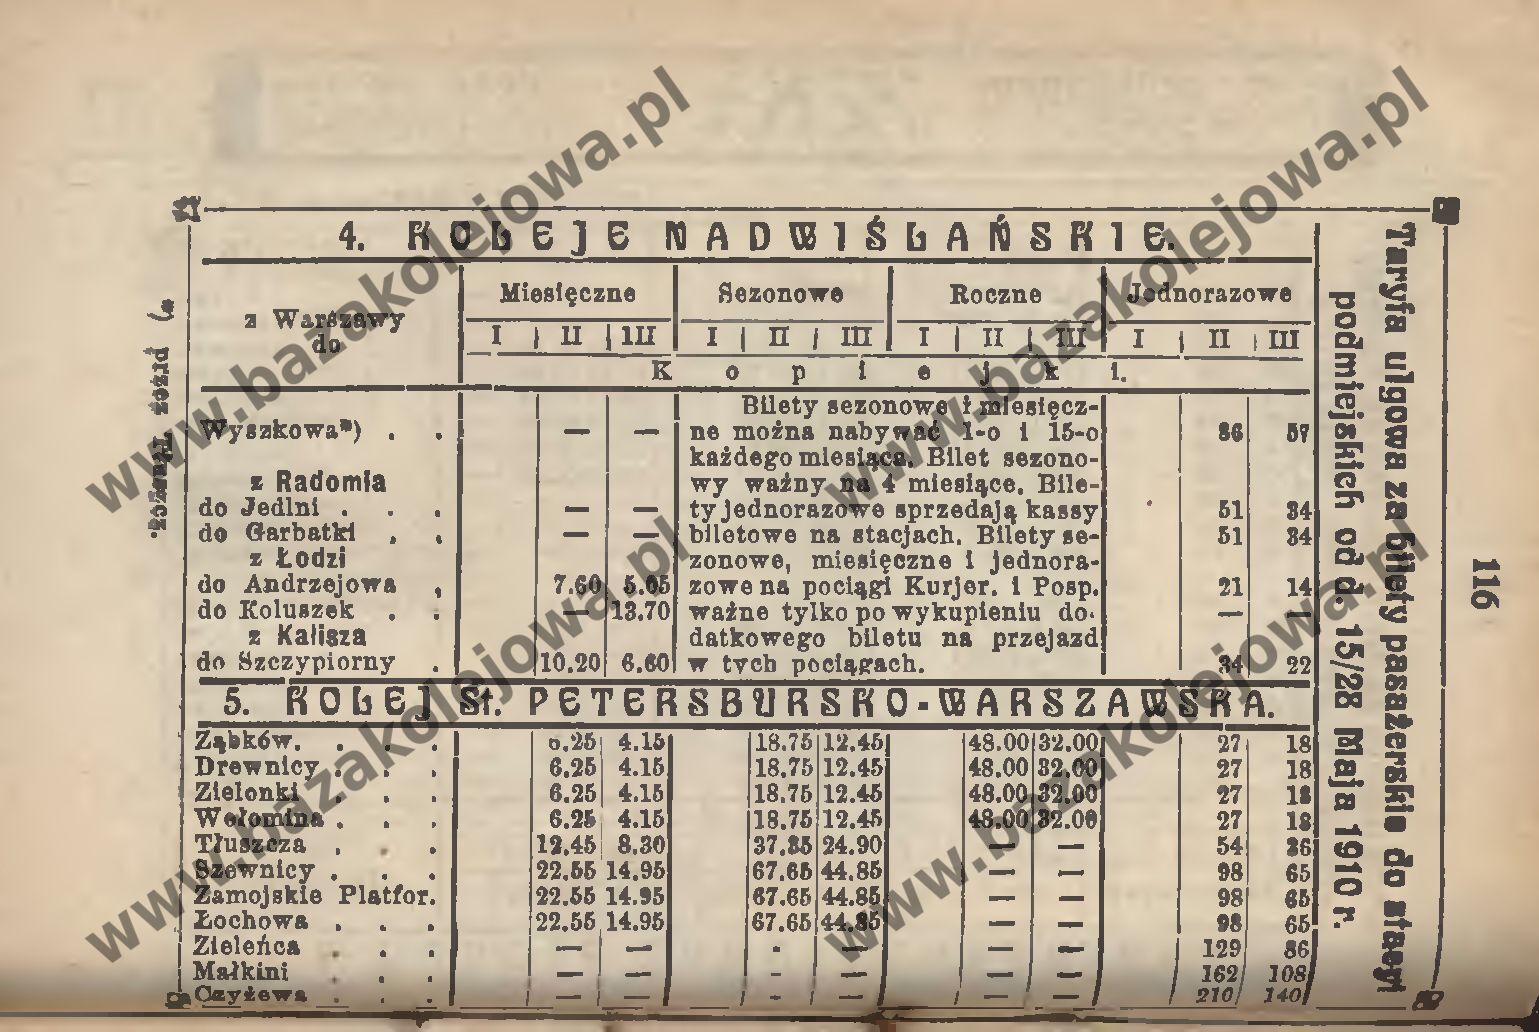 116
Taryfa ulgowa za bilety pasażerskie do stacyj
podmiejskich od d. 15/28 Maja 1910 r.
4. KOLEJE NADWIŚLAŃSKIE.
z Warszawy do | Miesięczne | Sezonowe | Roczne | Jednorazowe
I | II | III | I | II | III | I | II | III | I | II | III
Kopiejki.
Wyszkowa*) . . — — 86 57
z Radomia
do Jedlni . . . — — 51 34
do Garbatki . . — — 51 34
z Łodzi
do Andrzejowa . 7.60 5.05 21 14
do Koluszek . . — 13.70 — —
z Kalisza
do Szczypiorny . 10.20 6.60 34 22
Bilety sezonowe i miesięcz-
ne można nabywać 1-o i 15-o
każdego miesiąca. Bilet sezono-
wy ważny na 4 miesiące. Bile-
ty jednorazowe sprzedają kassy
biletowe na stacjach. Bilety se-
zonowe, miesięczne i jednora-
zowe na pociągi Kurjer. i Posp.
ważne tylko po wykupieniu do-
datkowego biletu na przejazd
w tych pociągach.
5. KOLEJ St. PETERSBURSKO-WARSZAWSKA.
Ząbków. . . . 6.25 4.15 18.75 12.45 48.00 32.00 27 18
Drewnicy . . . 6.25 4.15 18.75 12.45 48.00 32.00 27 18
Zielonki . . . 6.25 4.15 18.75 12.45 48.00 32.00 27 18
Wołomina . . . 6.25 4.15 18.75 12.45 48.00 32.00 27 18
Tłuszcza . . . 12.45 8.30 37.35 24.90 — — 54 36
Szewnicy . . . 22.55 14.95 67.65 44.85 — — 98 65
Zamojskie Platfor. 22.55 14.95 67.65 44.85 — — 98 65
Łochowa . . . 22.55 14.95 67.65 44.85 — — 98 65
Zieleńca . . . — — - — — — 129 86
Małkini . . . — — - — — — 162 108
Czyżewa . . . — — - — — — 210 140
www.bazakolejowa.pl
www.bazakolejowa.pl
www.bazakolejowa.pl
www.bazakolejowa.pl